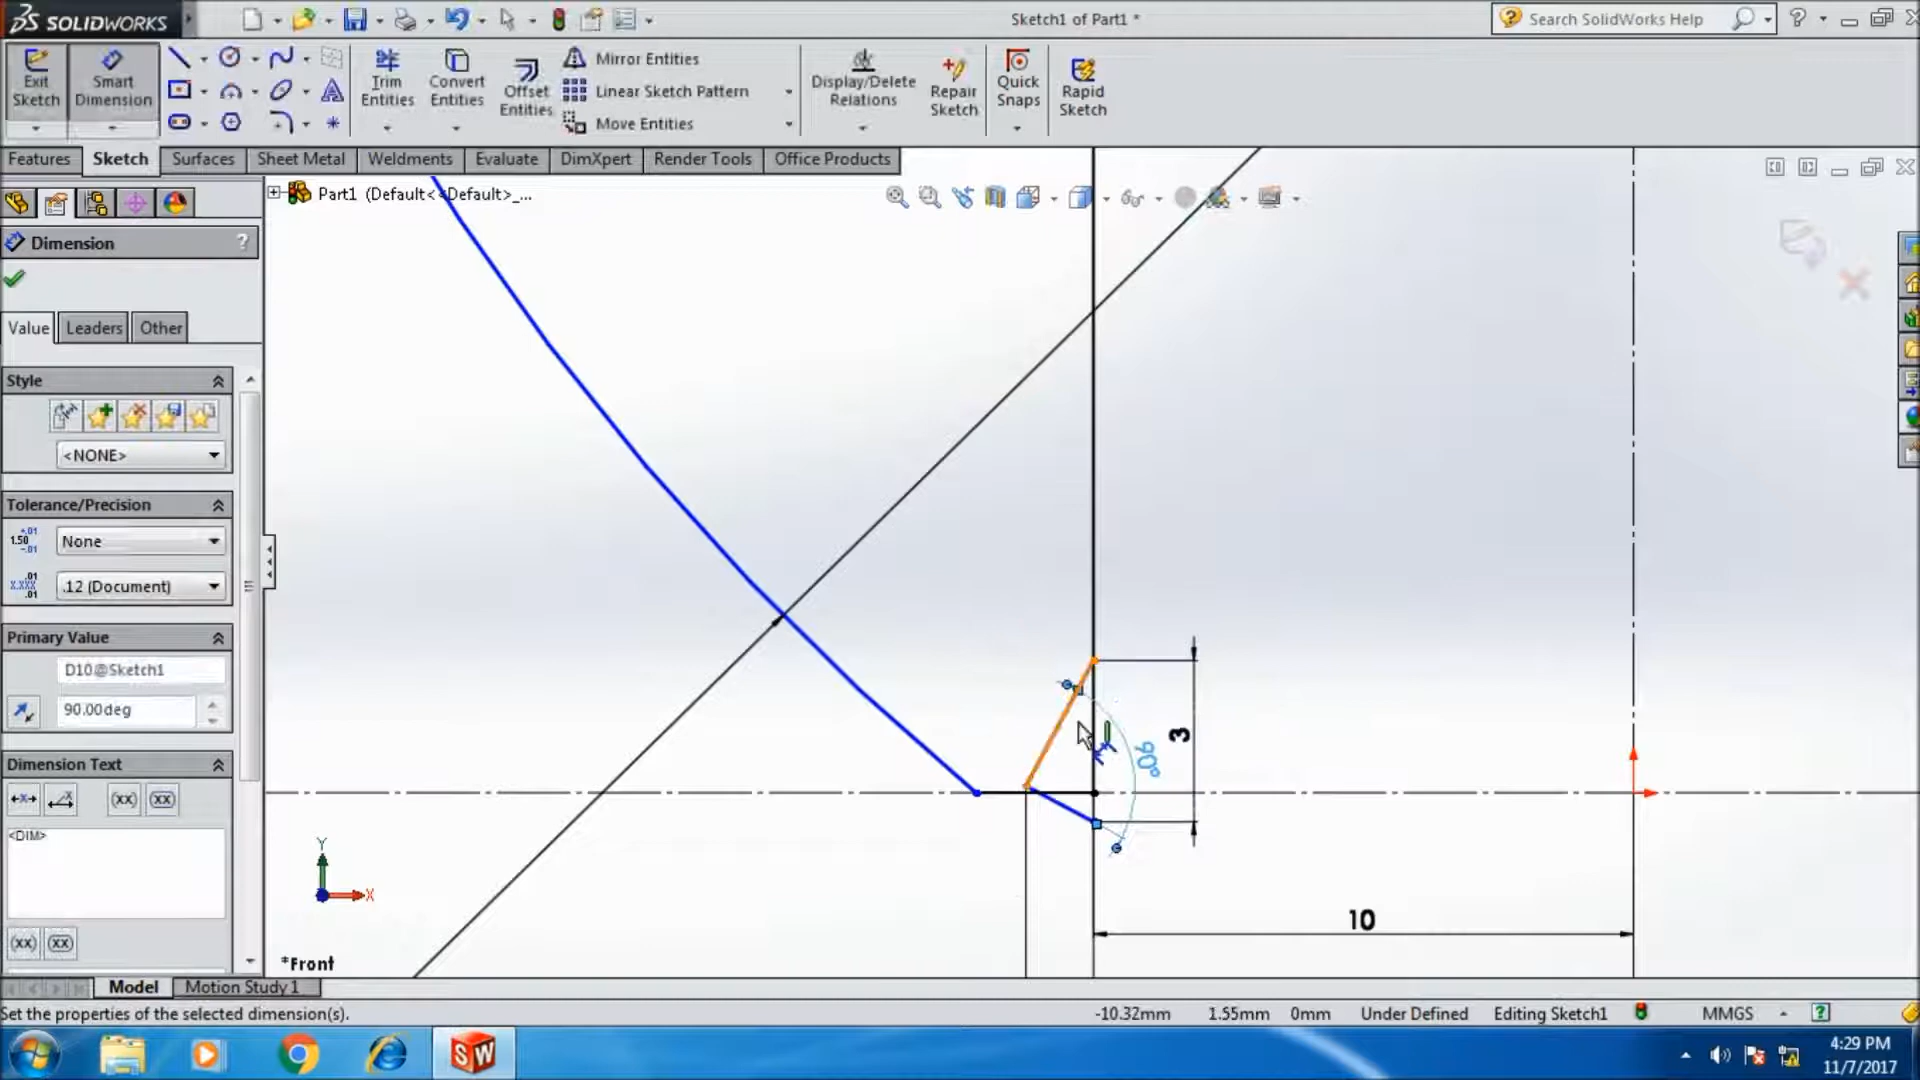 SOLIDWORKS
Sketch1 of Part1 *
Search SolidWorks Help
Exit Sketch
Smart Dimension
Trim Entities
Convert Entities
Offset Entities
Mirror Entities
Linear Sketch Pattern
Move Entities
Display/Delete Relations
Repair Sketch
Quick Snaps
Rapid Sketch
Features
Sketch
Surfaces
Sheet Metal
Weldments
Evaluate
DimXpert
Render Tools
Office Products
Part1 (Default<<Default>_...
Dimension
?
Value
Leaders
Other
Style
<NONE>
Tolerance/Precision
None
.12 (Document)
Primary Value
D10@Sketch1
90.00deg
Dimension Text
(xx)
(xx)
<DIM>
(xx)
(xx)
90°
3
10
Y
X
*Front
Model
Motion Study 1
Set the properties of the selected dimension(s).
-10.32mm
1.55mm
0mm
Under Defined
Editing Sketch1
MMGS
?
SW
4:29 PM
11/7/2017